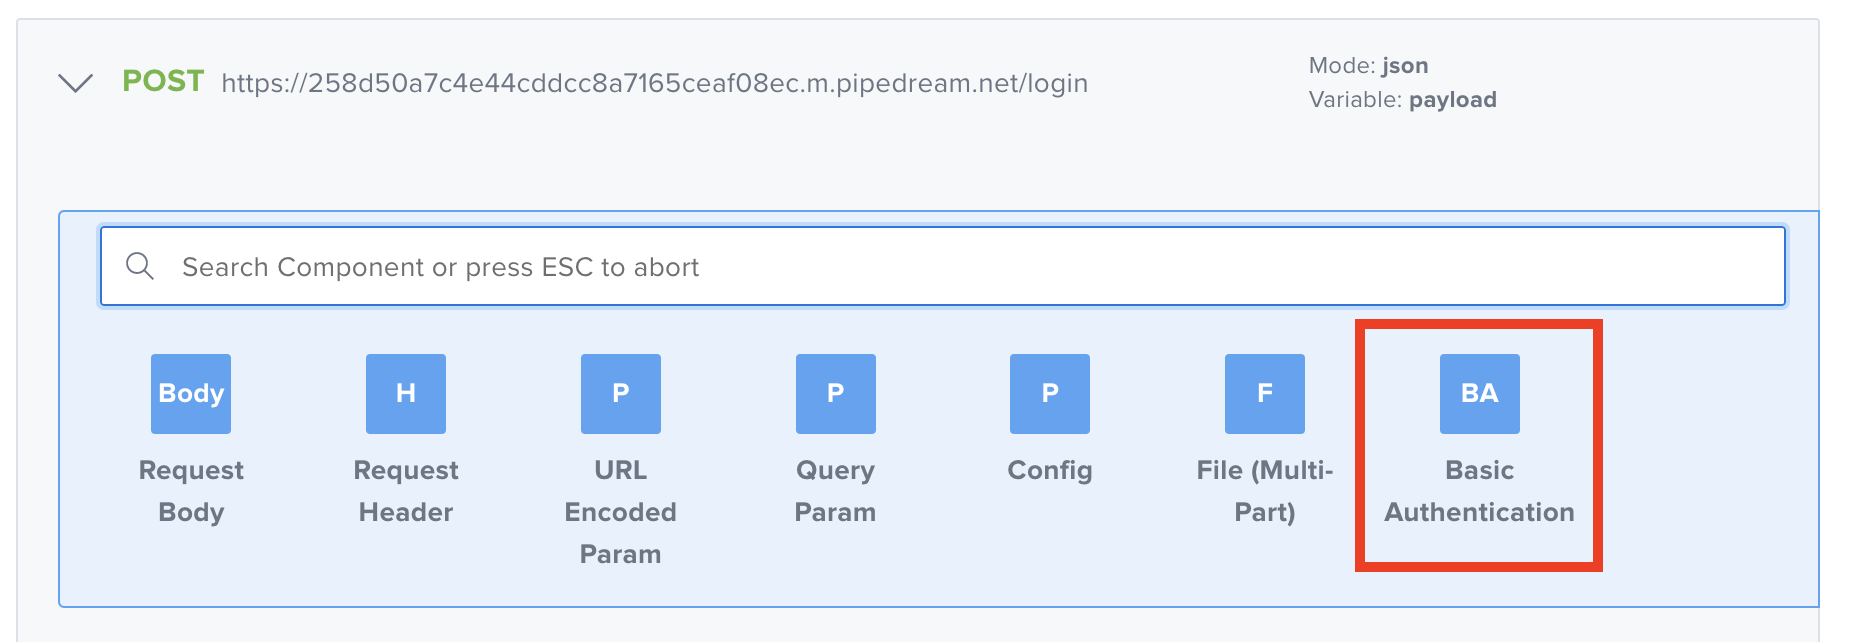 POST https://258d50a7c4e44cddcc8a7165ceaf08ec.m.pipedream.net/login
Mode: json
Variable: payload
Search Component or press ESC to abort
Body
Request
Body
H
Request
Header
P
URL
Encoded
Param
P
Query
Param
P
Config
F
File (Multi-
Part)
BA
Basic
Authentication